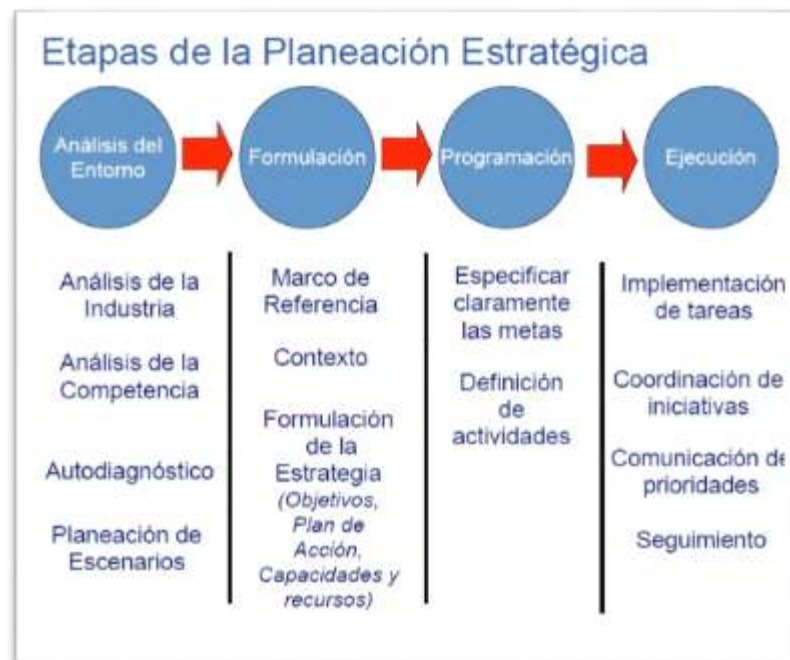 Etapas de la Planeación Estratégica
Análisis del
Entorno
Formulación
Programación
Ejecución
Análisis de la
Industria
Análisis de la
Competencia
Autodiagnóstico
Planeación de
Escenarios
Marco de
Referencia
Contexto
Formulación
de la
Estrategia
(Objetivos,
Plan de
Acción,
Capacidades y
recursos)
Especificar
claramente
las metas
Definición
de
actividades
Implementación
de tareas
Coordinación de
iniciativas
Comunicación de
prioridades
Seguimiento